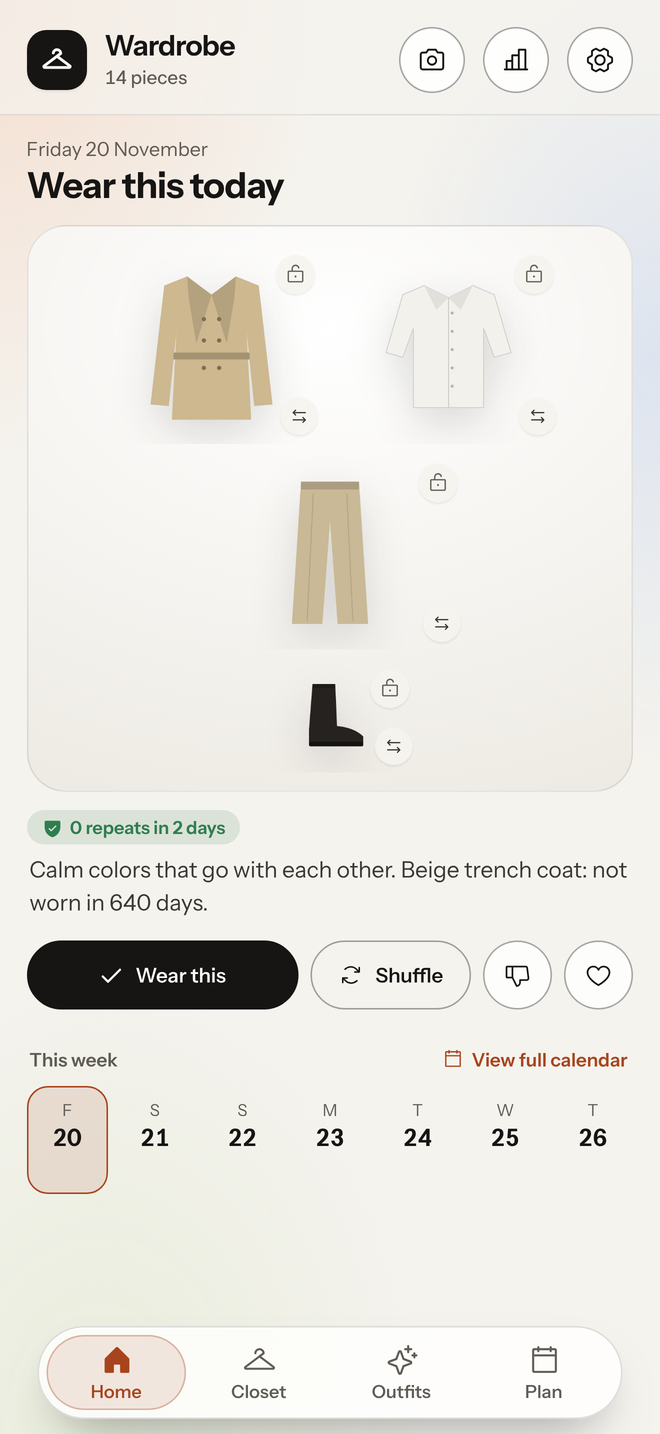 Wardrobe
14 pieces
Friday 20 November
Wear this today
0 repeats in 2 days
Calm colors that go with each other. Beige trench coat: not
worn in 640 days.
Wear this
Shuffle
This week
View full calendar
F S S M T W T
20 21 22 23 24 25 26
Home Closet Outfits Plan